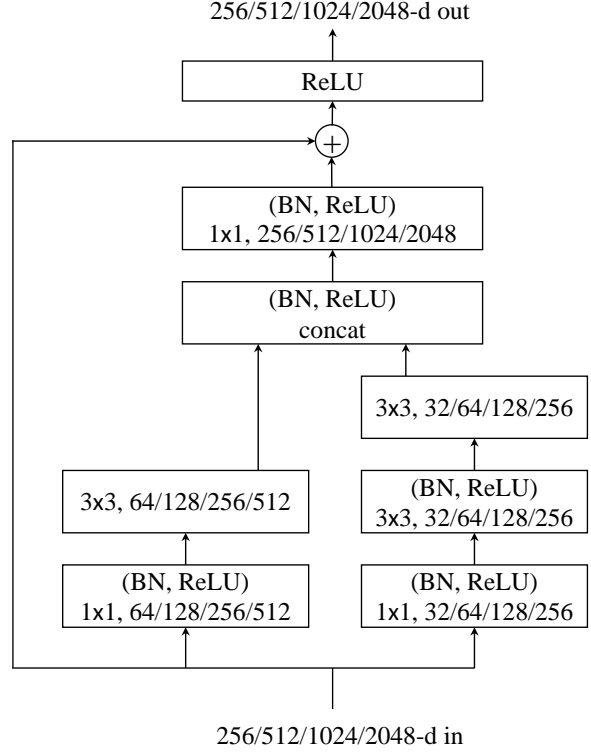 256/512/1024/2048-d out
ReLU
+
(BN, ReLU)
1x1, 256/512/1024/2048
(BN, ReLU)
concat
3x3, 32/64/128/256
3x3, 64/128/256/512
(BN, ReLU)
3x3, 32/64/128/256
(BN, ReLU)
1x1, 64/128/256/512
(BN, ReLU)
1x1, 32/64/128/256
256/512/1024/2048-d in